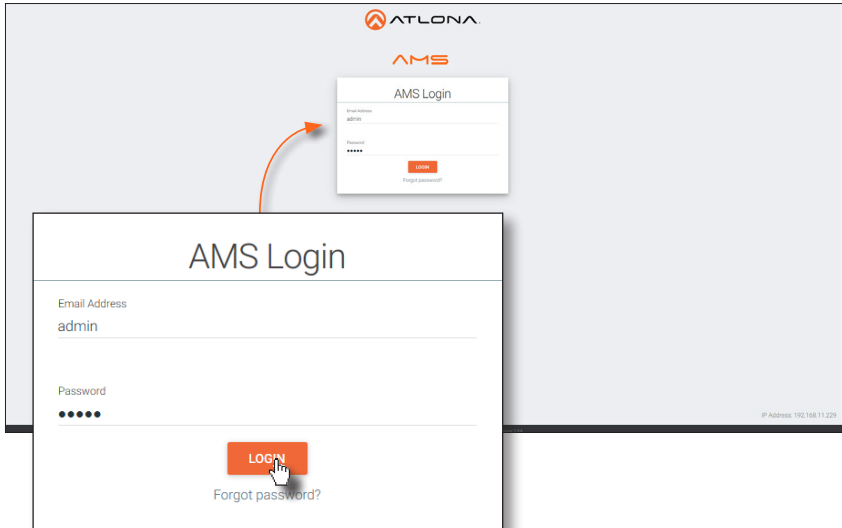 ATLONA.
AMS
AMS Login
Email Address
admin
Password
•••••
LOGIN
Forgot password?
AMS Login
Email Address
admin
Password
•••••
LOGIN
Forgot password?
IP Address: 192.168.11.229